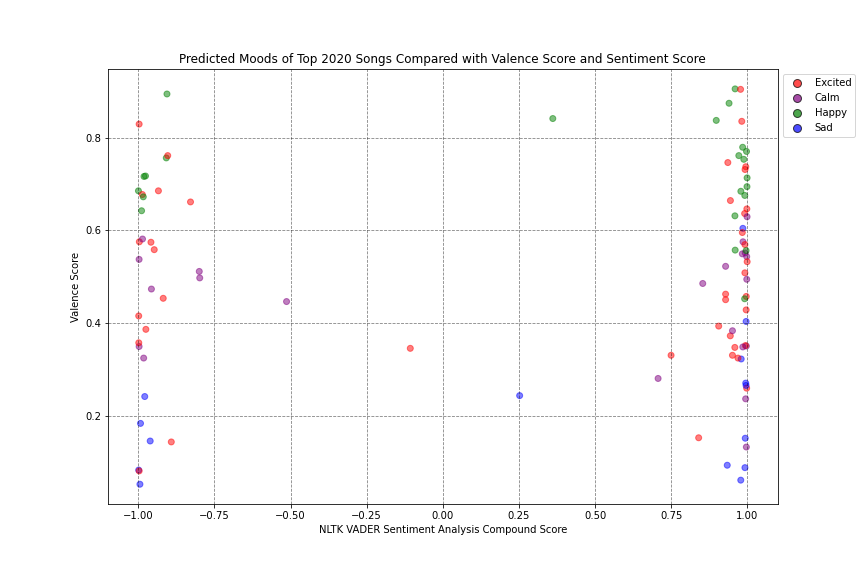 Predicted Moods of Top 2020 Songs Compared with Valence Score and Sentiment Score
Excited
Calm
Happy
Sad
Valence Score
0.8
0.6
0.4
0.2
−1.00 −0.75 −0.50 −0.25 0.00 0.25 0.50 0.75 1.00
NLTK VADER Sentiment Analysis Compound Score